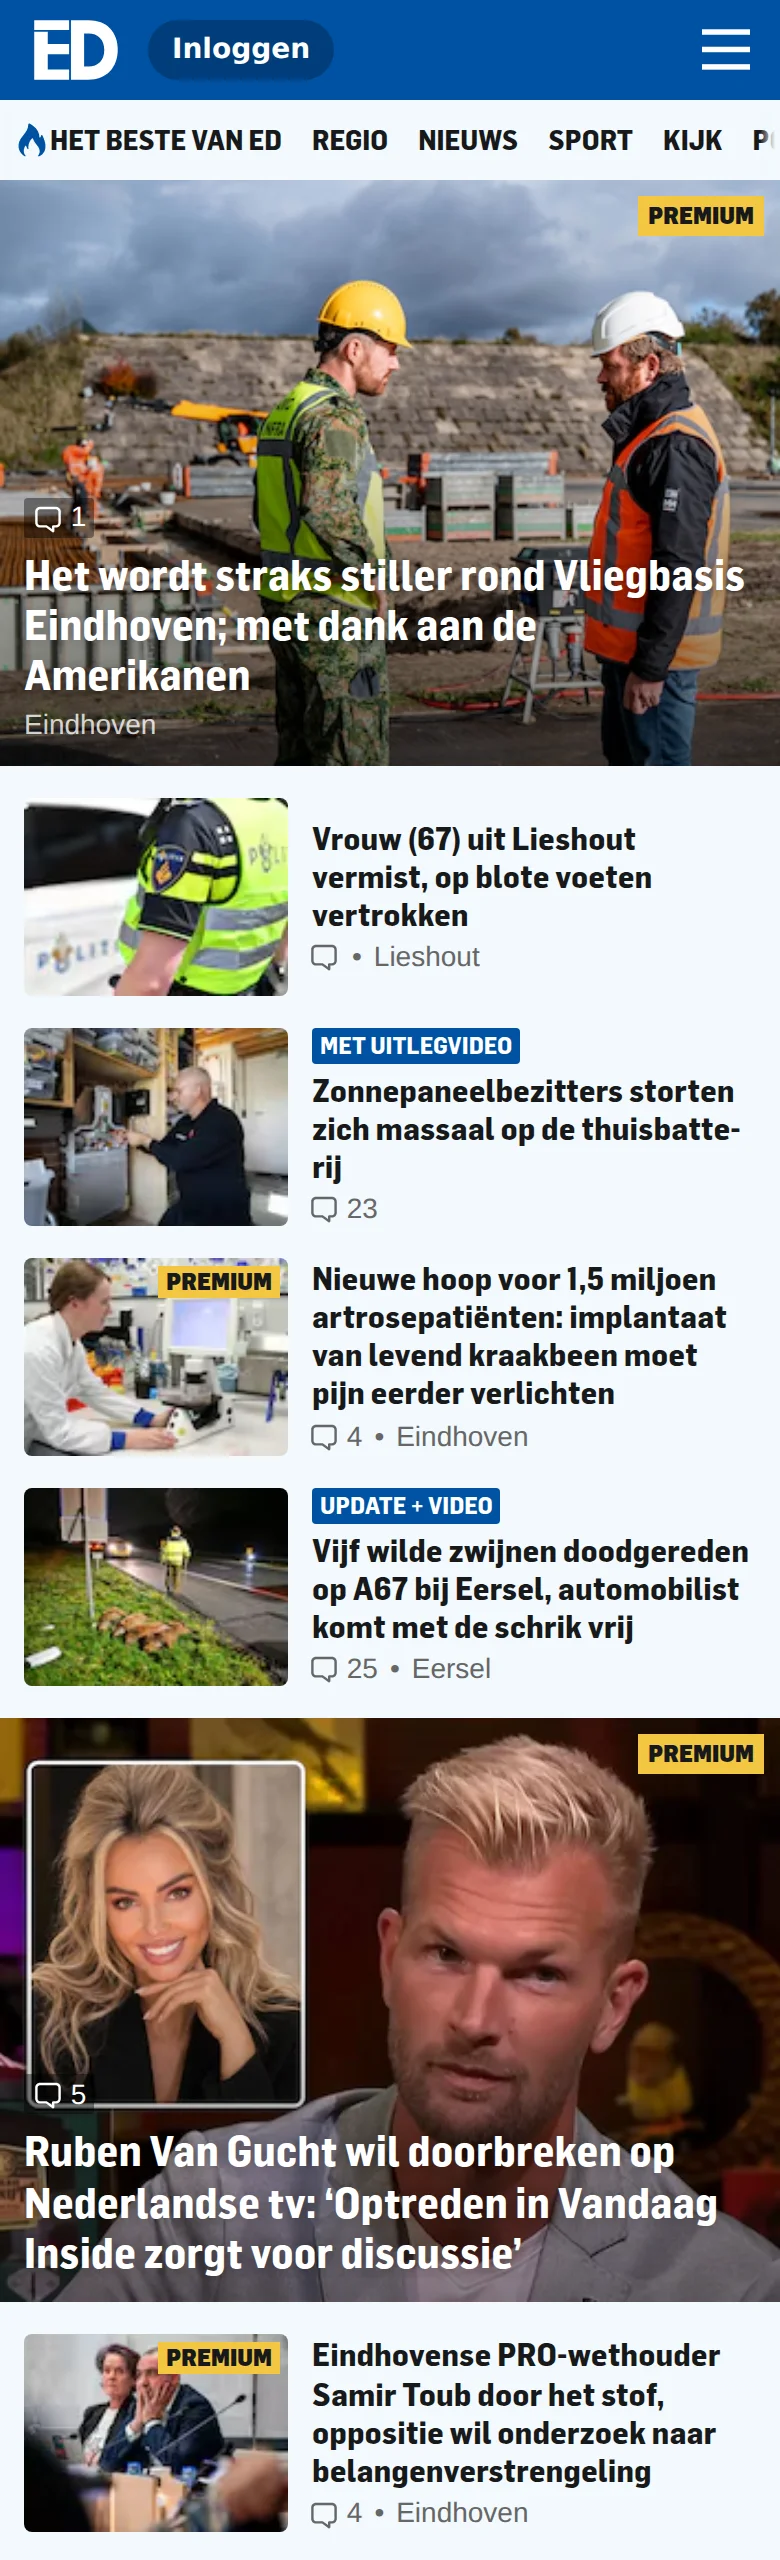 ED
Inloggen
HET BESTE VAN ED
REGIO
NIEUWS
SPORT
KIJK
PREMIUM
1
Het wordt straks stiller rond Vliegbasis
Eindhoven; met dank aan de
Amerikanen
Eindhoven
Vrouw (67) uit Lieshout
vermist, op blote voeten
vertrokken
• Lieshout
MET UITLEGVIDEO
Zonnepaneelbezitters storten
zich massaal op de thuisbatte-
rij
23
PREMIUM
Nieuwe hoop voor 1,5 miljoen
artrosepatiënten: implantaat
van levend kraakbeen moet
pijn eerder verlichten
4 • Eindhoven
UPDATE + VIDEO
Vijf wilde zwijnen doodgereden
op A67 bij Eersel, automobilist
komt met de schrik vrij
25 • Eersel
PREMIUM
5
Ruben Van Gucht wil doorbreken op
Nederlandse tv: ‘Optreden in Vandaag
Inside zorgt voor discussie’
PREMIUM
Eindhovense PRO-wethouder
Samir Toub door het stof,
oppositie wil onderzoek naar
belangenverstrengeling
4 • Eindhoven